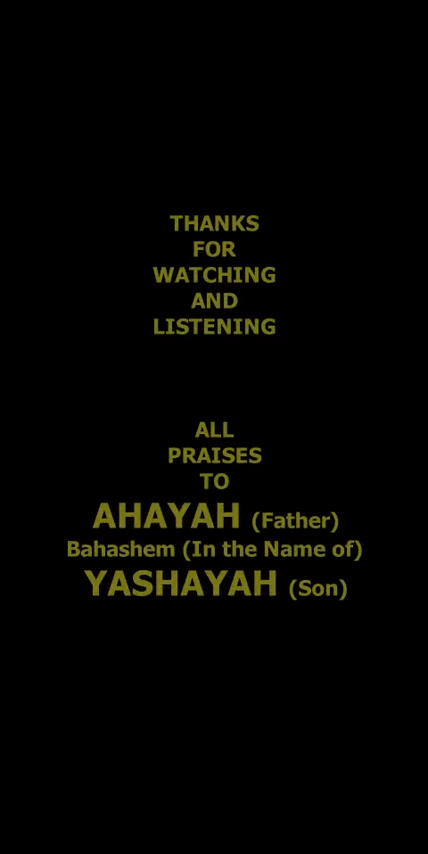 THANKS
FOR
WATCHING
AND
LISTENING
ALL
PRAISES
TO
AHAYAH (Father)
Bahashem (In the Name of)
YASHAYAH (Son)